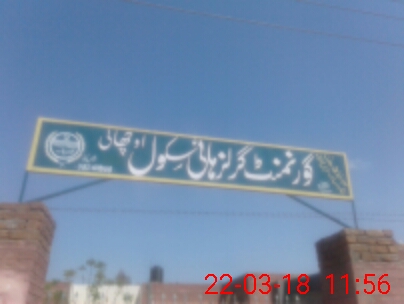 گورنمنٹ گرلز ہائی سکول اوچھالی
22-03-18 11:56